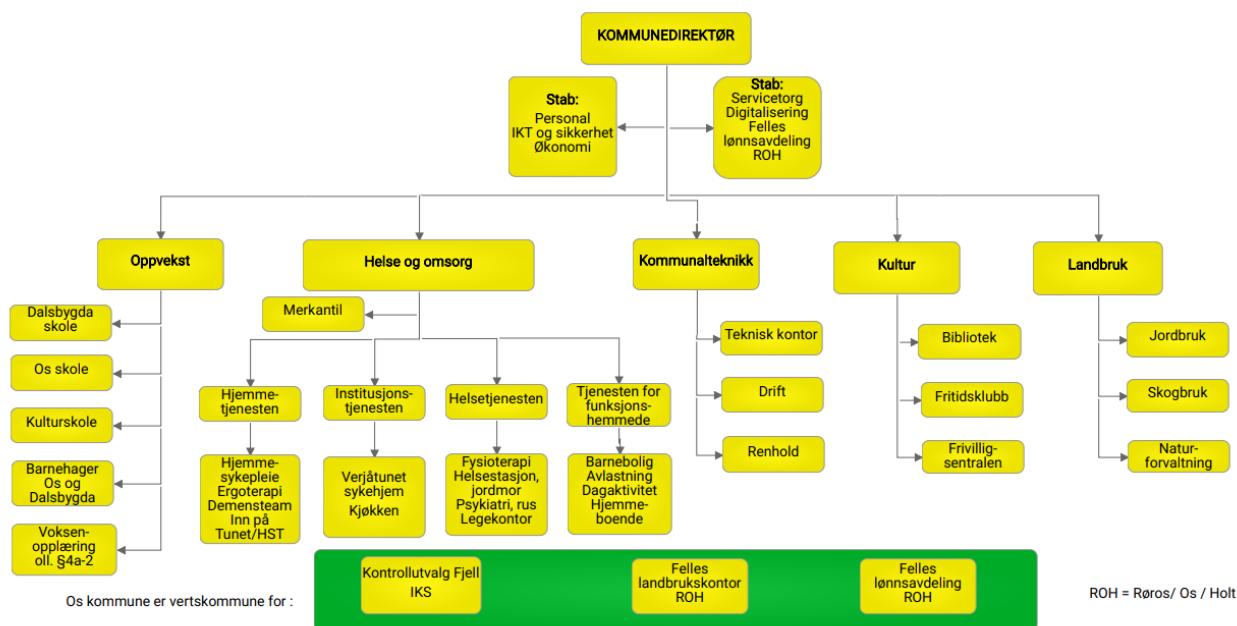 KOMMUNEDIREKTØR
Stab:
Personal
IKT og sikkerhet
Økonomi
Stab:
Servicetorg
Digitalisering
Felles
lønnsavdeling
ROH
Oppvekst
Helse og omsorg
Kommunalteknikk
Kultur
Landbruk
Dalsbygda
skole
Os skole
Kulturskole
Barnehager
Os og
Dalsbygda
Voksen-
opplæring
oll. §4a-2
Merkantil
Hjemme-
tjenesten
Institusjons-
tjenesten
Helsetjenesten
Tjenesten for
funksjons-
hemmede
Hjemme-
sykepleie
Ergoterapi
Demensteam
Inn på
Tunet/HST
Verjåtunet
sykehjem
Kjøkken
Fysioterapi
Helsestasjon,
jordmor
Psykiatri, rus
Legekontor
Barnebolig
Avlastning
Dagaktivitet
Hjemme-
boende
Teknisk kontor
Drift
Renhold
Bibliotek
Fritidsklubb
Frivillig-
sentralen
Jordbruk
Skogbruk
Natur-
forvaltning
Os kommune er vertskommune for :
Kontrollutvalg Fjell
IKS
Felles
landbrukskontor
ROH
Felles
lønnsavdeling
ROH
ROH = Røros/ Os / Holt